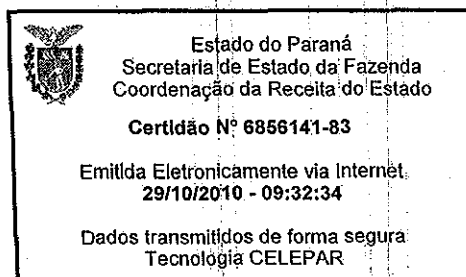 Estado do Paraná
Secretaria de Estado da Fazenda
Coordenação da Receita do Estado
Certidão Nº 6856141-83
Emitida Eletronicamente via Internet
29/10/2010 - 09:32:34
Dados transmitidos de forma segura
Tecnologia CELEPAR